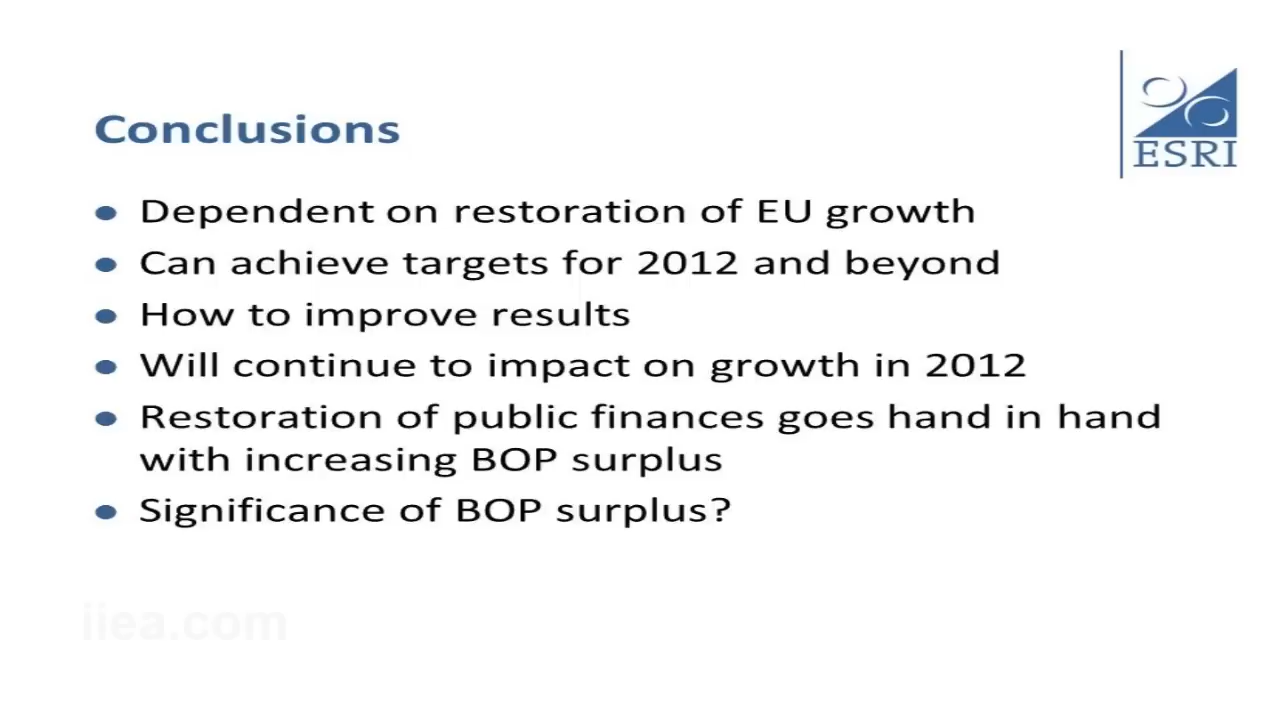 Conclusions
ESRI
Dependent on restoration of EU growth
Can achieve targets for 2012 and beyond
How to improve results
Will continue to impact on growth in 2012
Restoration of public finances goes hand in hand
with increasing BOP surplus
Significance of BOP surplus?
iiea.com